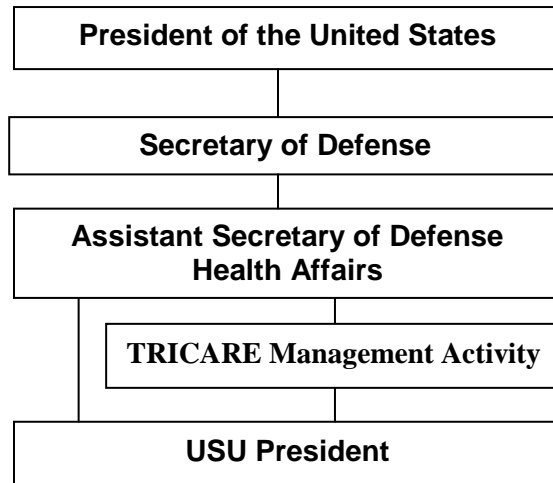 President of the United States
Secretary of Defense
Assistant Secretary of Defense
Health Affairs
TRICARE Management Activity
USU President